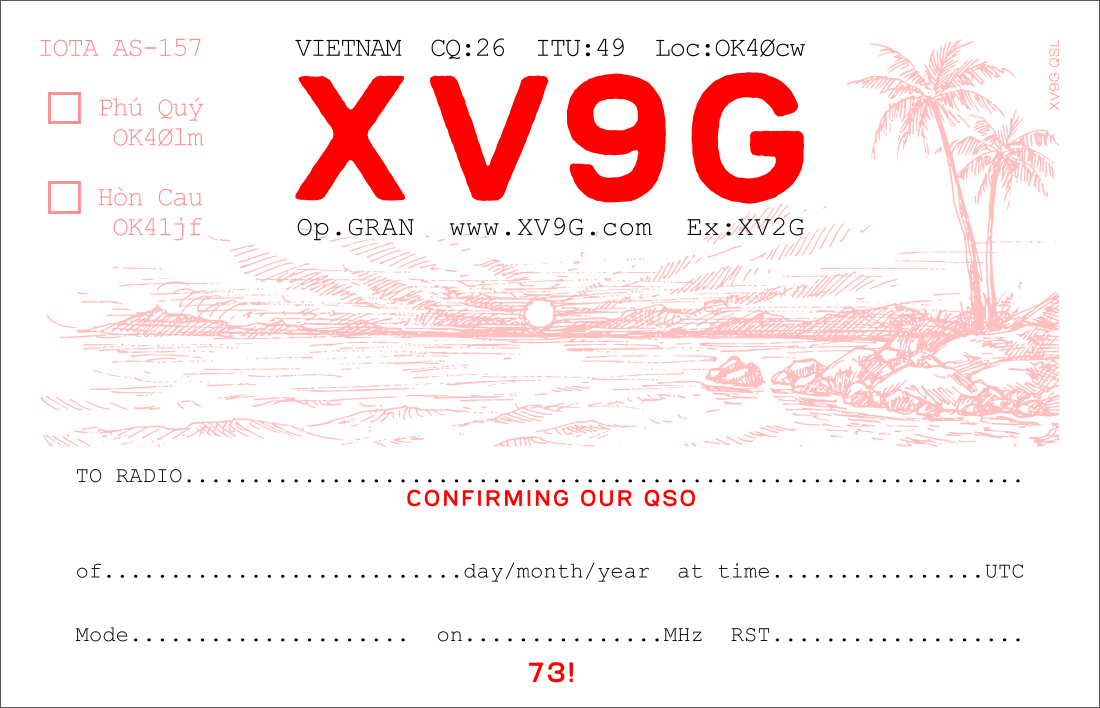 IOTA AS-157
VIETNAM CQ:26 ITU:49 Loc:OK4Øcw
XV9G QSL
Phú Quý
OK4Ølm
XV9G
Hòn Cau
OK41jf
Op.GRAN www.XV9G.com Ex:XV2G
TO RADIO...............................................................
CONFIRMING OUR QSO
of...........................day/month/year at time................UTC
Mode..................... on...............MHz RST...................
73!